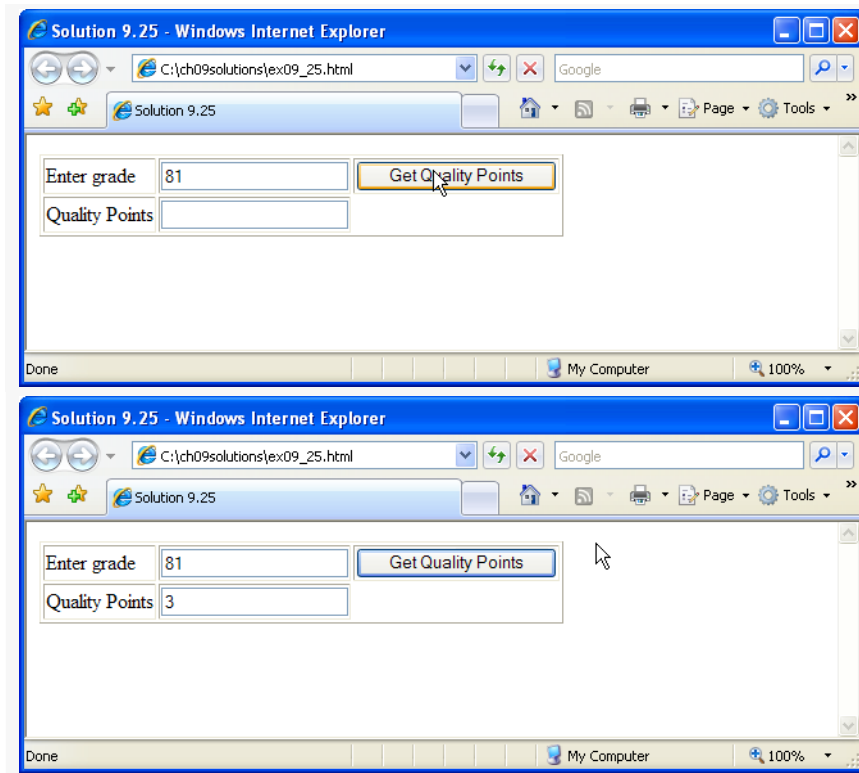 Solution 9.25 - Windows Internet Explorer
C:\ch09solutions\ex09_25.html Google
Solution 9.25 Page Tools »
Enter grade 81 Get Quality Points
Quality Points
Done My Computer 100%
Solution 9.25 - Windows Internet Explorer
C:\ch09solutions\ex09_25.html Google
Solution 9.25 Page Tools »
Enter grade 81 Get Quality Points
Quality Points 3
Done My Computer 100%